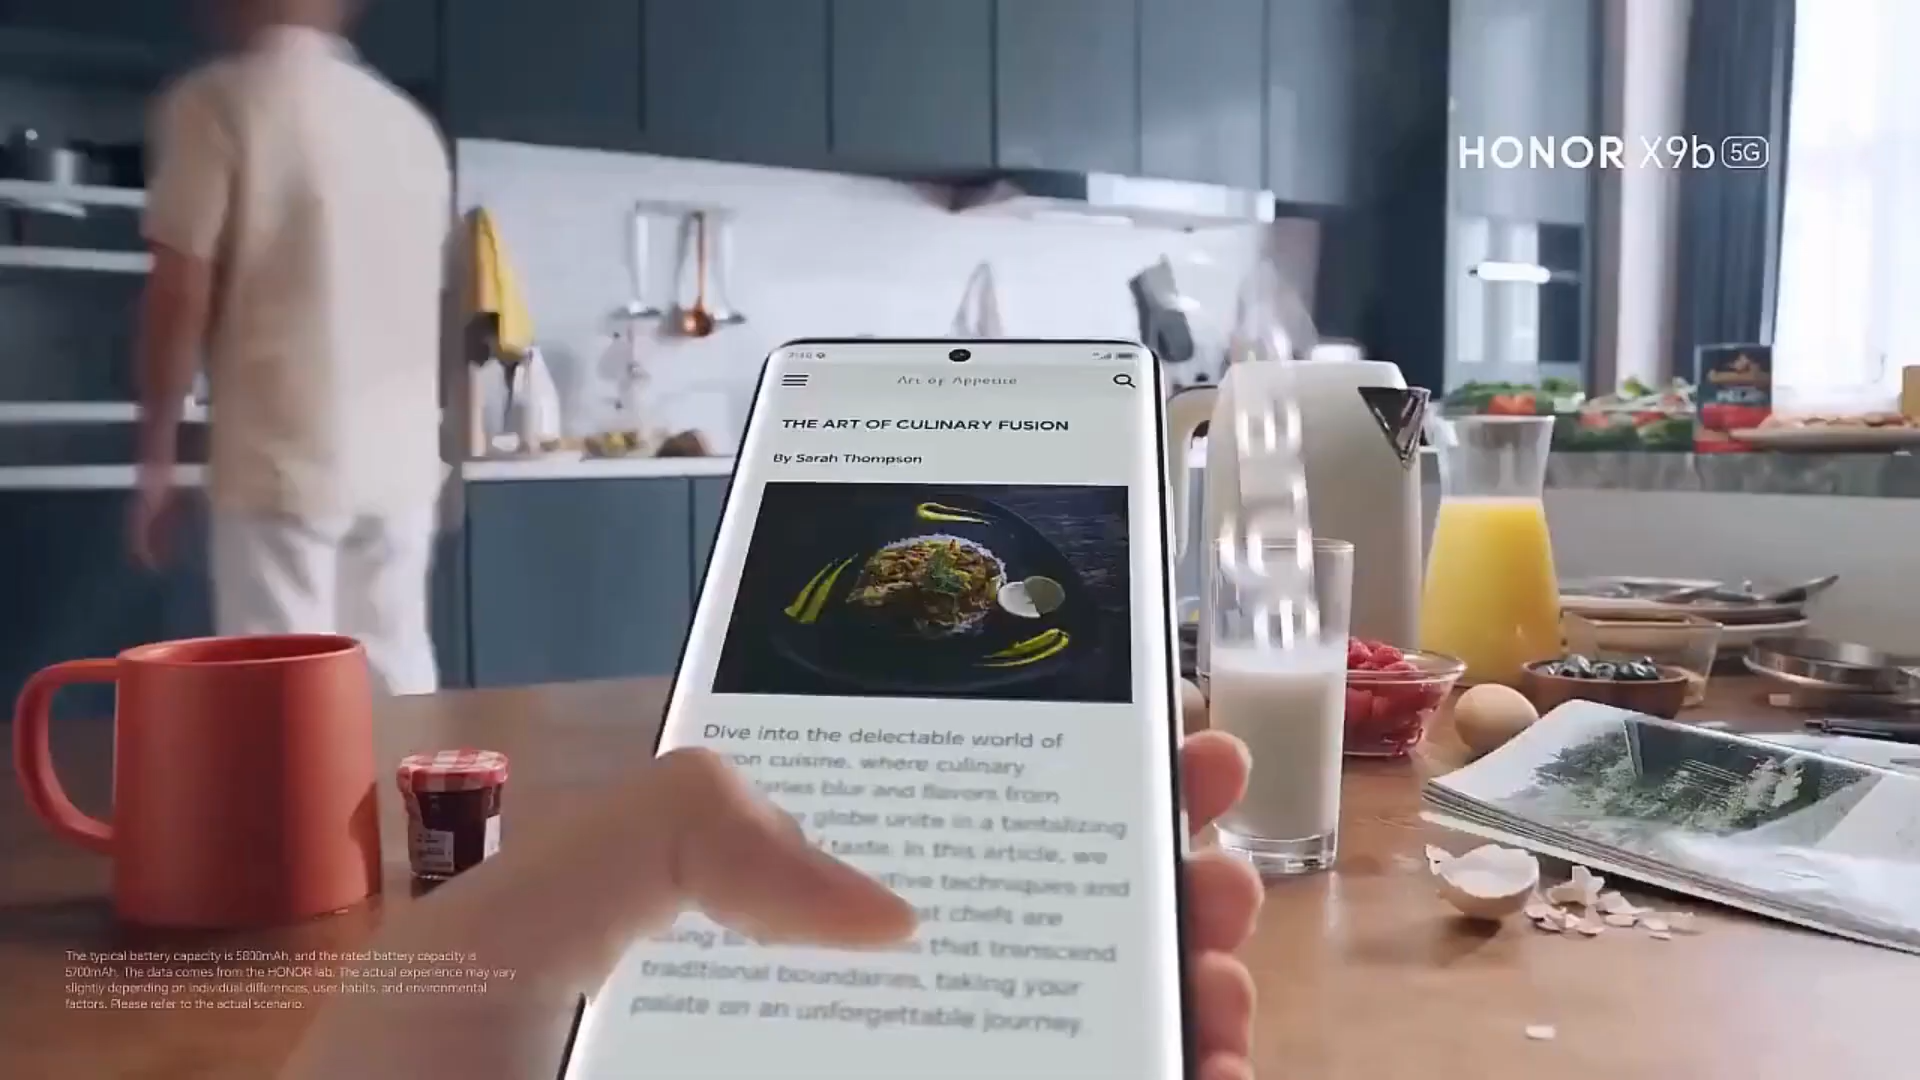 HONOR X9b 5G
Art of Appetite
THE ART OF CULINARY FUSION
By Sarah Thompson
Dive into the delectable world of
cuisine, where culinary
blur and flavors from
globe unite in a tantalizing
taste. In this article, we
techniques and
chefs are
that transcend
traditional boundaries, taking your
palate on an unforgettable journey.
The typical battery capacity is 5800mAh, and the rated battery capacity is
5700mAh. The data comes from the HONOR lab. The actual experience may vary
slightly depending on individual differences, user habits, and environmental
factors. Please refer to the actual scenario.